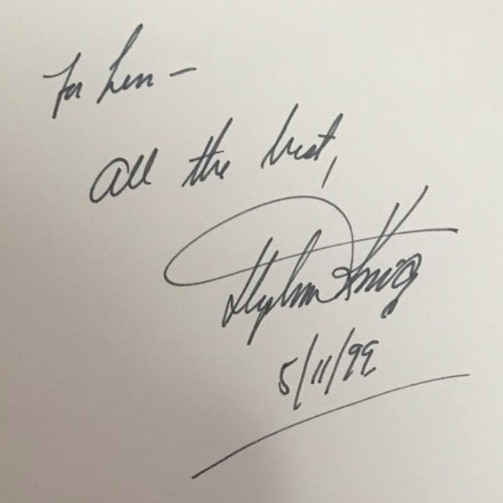 For Len –
All the best,
Stephen King
5/11/99